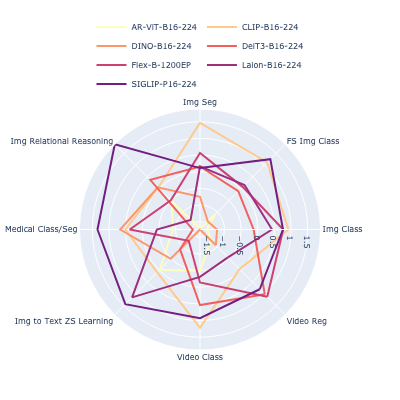 AR-ViT-B16-224 CLIP-B16-224
DINO-B16-224 DeiT3-B16-224
Flex-B-1200EP Laion-B16-224
SIGLIP-P16-224
Img Seg
Img Relational Reasoning FS Img Class
Medical Class/Seg Img Class
−1.5 −1 −0.5 0 0.5 1 1.5
Img to Text ZS Learning Video Reg
Video Class